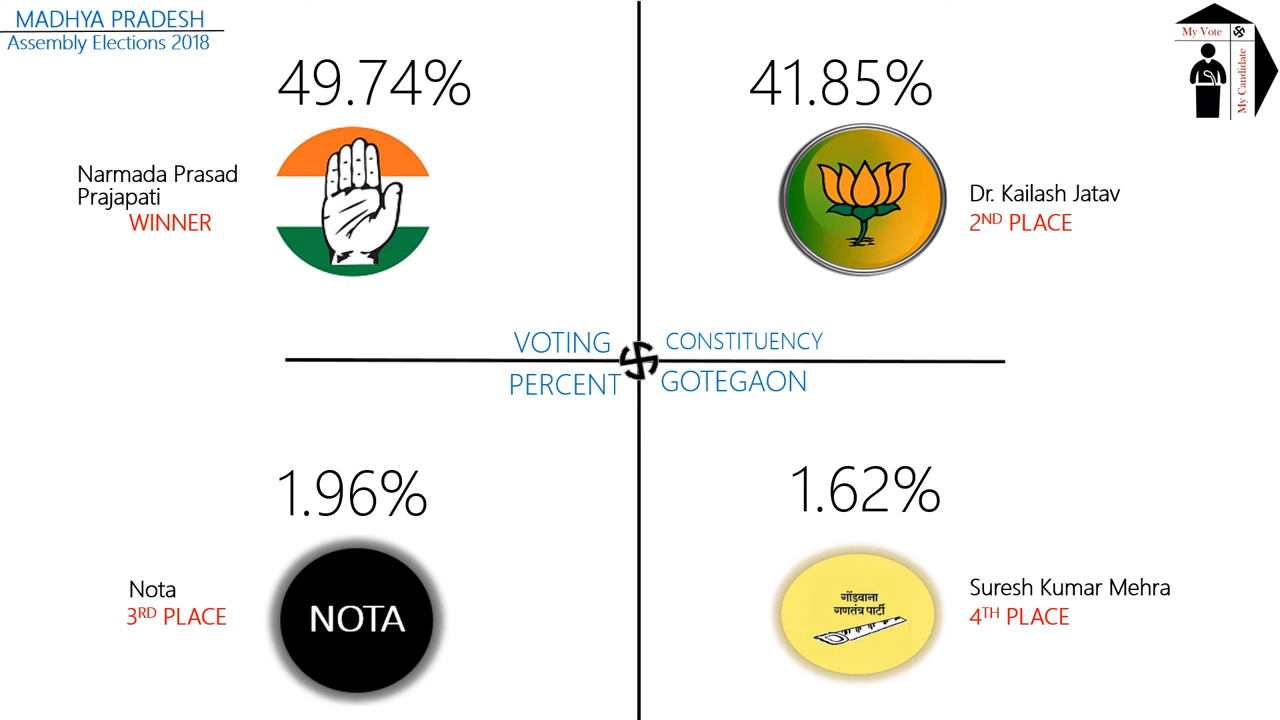 MADHYA PRADESH
Assembly Elections 2018
My Vote
My Candidate
49.74%
Narmada Prasad
Prajapati
WINNER
41.85%
Dr. Kailash Jatav
2ND PLACE
VOTING
PERCENT
CONSTITUENCY
GOTEGAON
1.96%
Nota
3RD PLACE
NOTA
1.62%
गोंडवाना
गणतंत्र पार्टी
Suresh Kumar Mehra
4TH PLACE